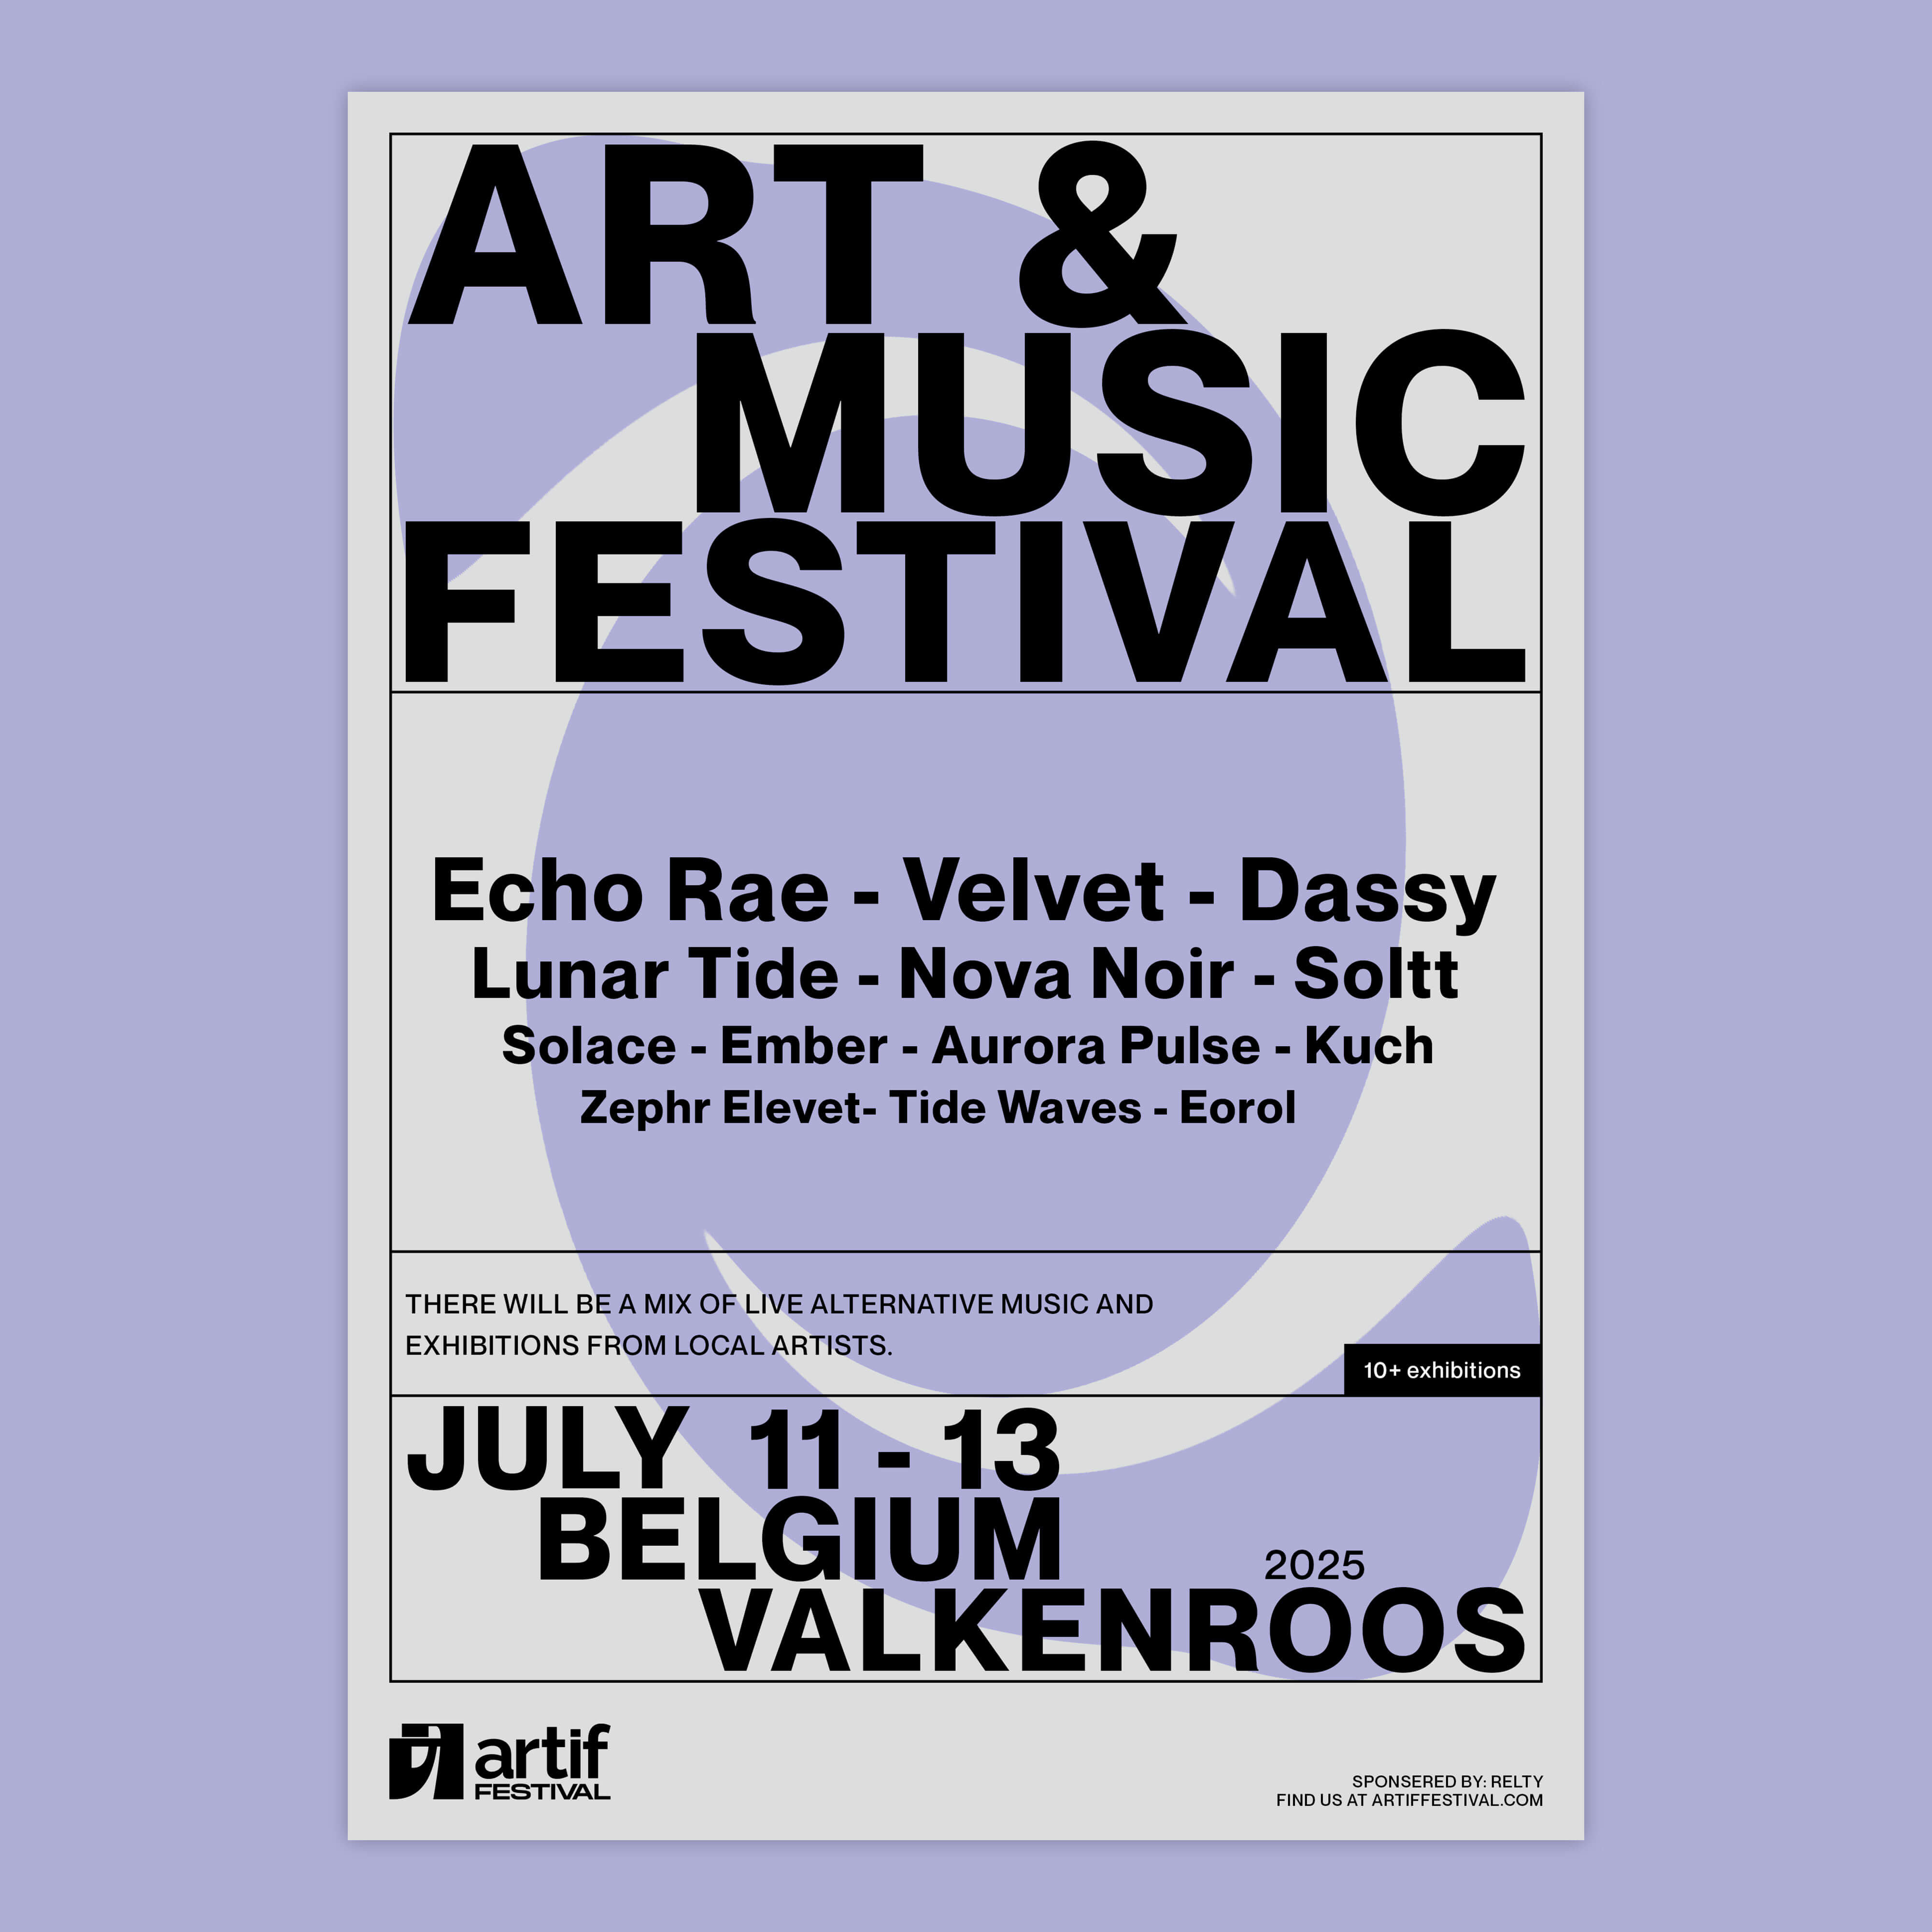 ART &
MUSIC
FESTIVAL
Echo Rae - Velvet - Dassy
Lunar Tide - Nova Noir - Soltt
Solace - Ember - Aurora Pulse - Kuch
Zephr Elevet- Tide Waves - Eorol
THERE WILL BE A MIX OF LIVE ALTERNATIVE MUSIC AND
EXHIBITIONS FROM LOCAL ARTISTS.
10+ exhibitions
JULY 11 - 13
BELGIUM
2025
VALKENROOS
artif
FESTIVAL
SPONSERED BY: RELTY
FIND US AT ARTIFFESTIVAL.COM